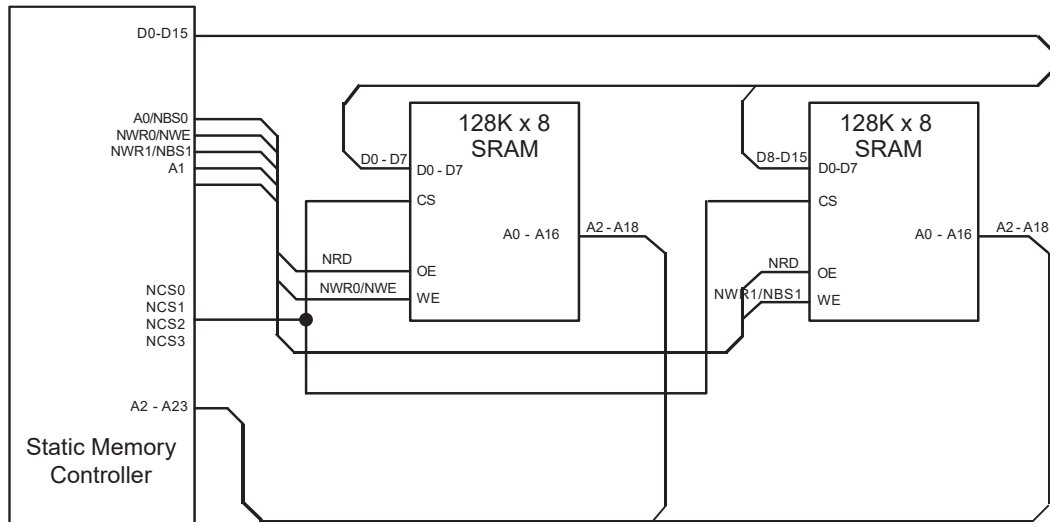 D0-D15
A0/NBS0
NWR0/NWE
NWR1/NBS1
A1
NCS0
NCS1
NCS2
NCS3
A2 - A23
Static Memory
Controller
128K x 8
SRAM
D0 - D7
D0 - D7
CS
A0 - A16
A2 - A18
NRD
OE
NWR0/NWE
WE
128K x 8
SRAM
D8-D15
D0-D7
CS
A0 - A16
A2 - A18
NRD
OE
NWR1/NBS1
WE